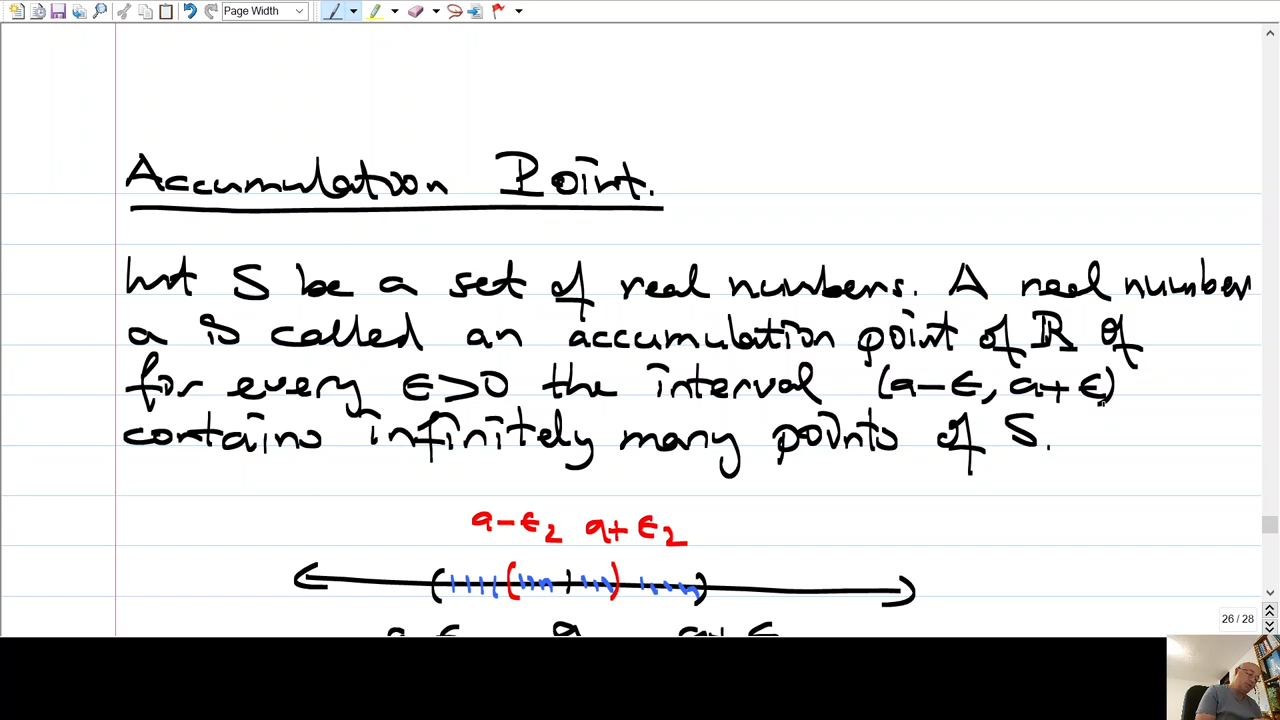 Page Width
Accumulation Point.
Let S be a set of real numbers. A real number
a is called an accumulation point of R of
for every ϵ>0 the interval (a-ϵ, a+ϵ)
contains infinitely many points of S.
a-ϵ₂ a+ϵ₂
a
26 / 28